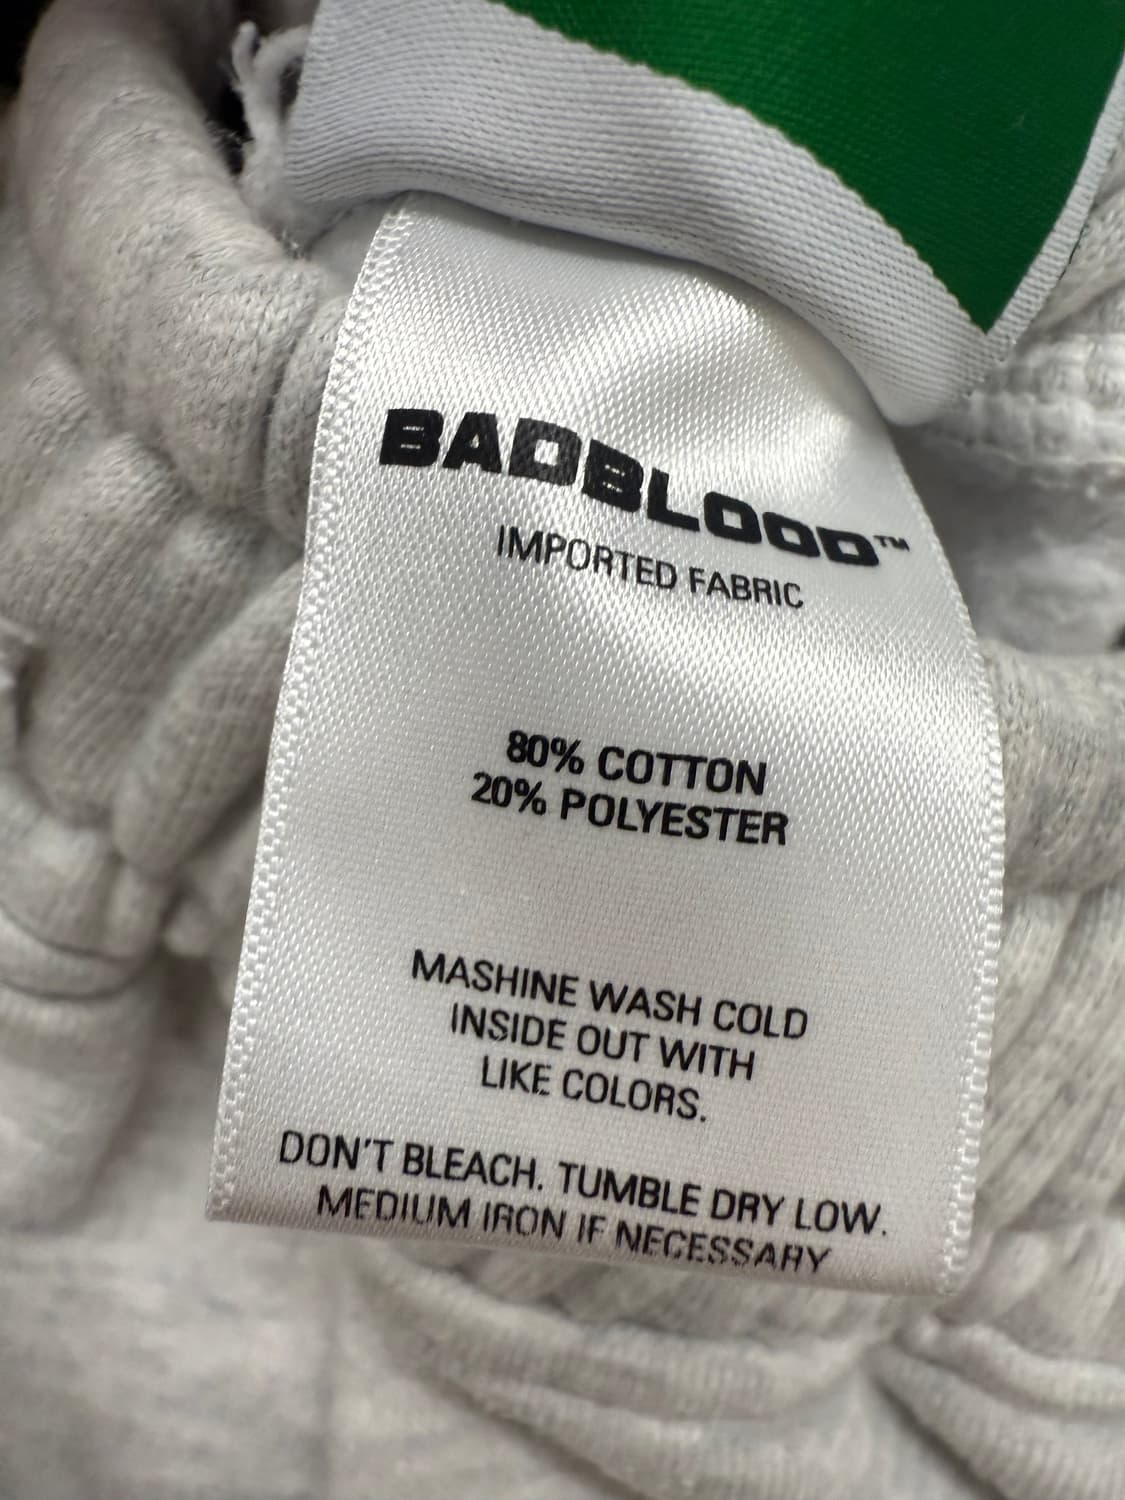 BADBLOOD™
IMPORTED FABRIC
80% COTTON
20% POLYESTER
MASHINE WASH COLD
INSIDE OUT WITH
LIKE COLORS.
DON'T BLEACH. TUMBLE DRY LOW.
MEDIUM IRON IF NECESSARY